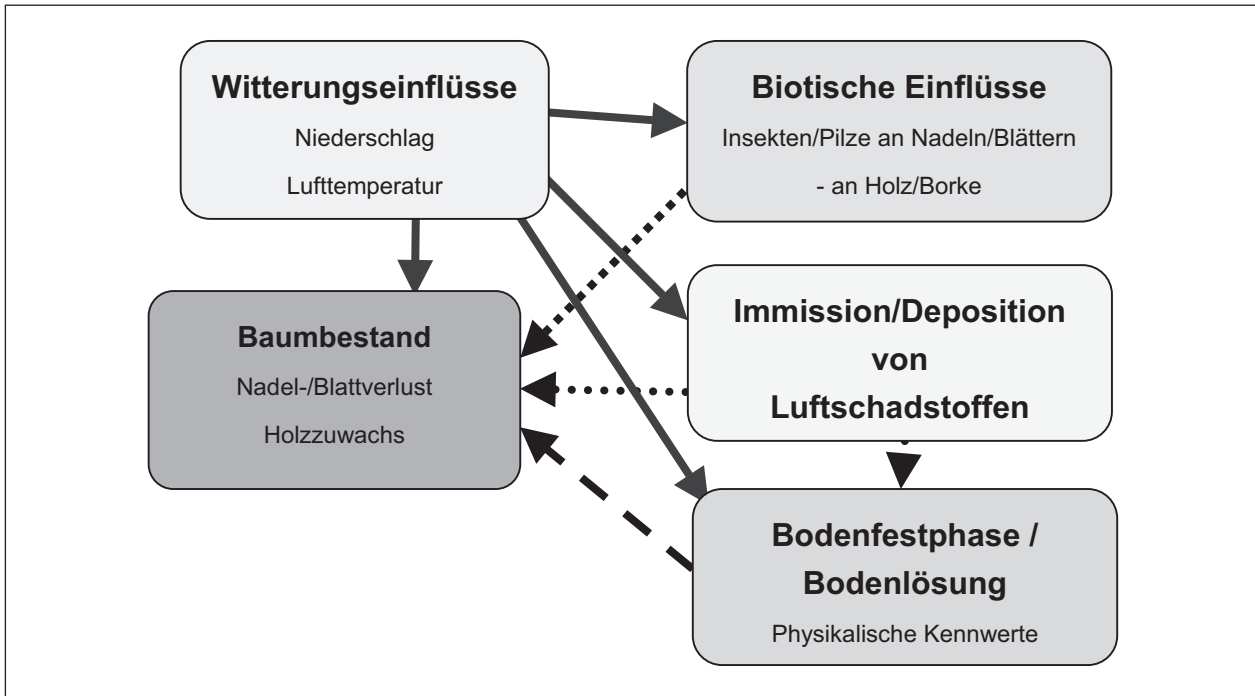 Witterungseinflüsse
Niederschlag
Lufttemperatur
Biotische Einflüsse
Insekten/Pilze an Nadeln/Blättern
- an Holz/Borke
Baumbestand
Nadel-/Blattverlust
Holzzuwachs
Immission/Deposition
von
Luftschadstoffen
Bodenfestphase /
Bodenlösung
Physikalische Kennwerte